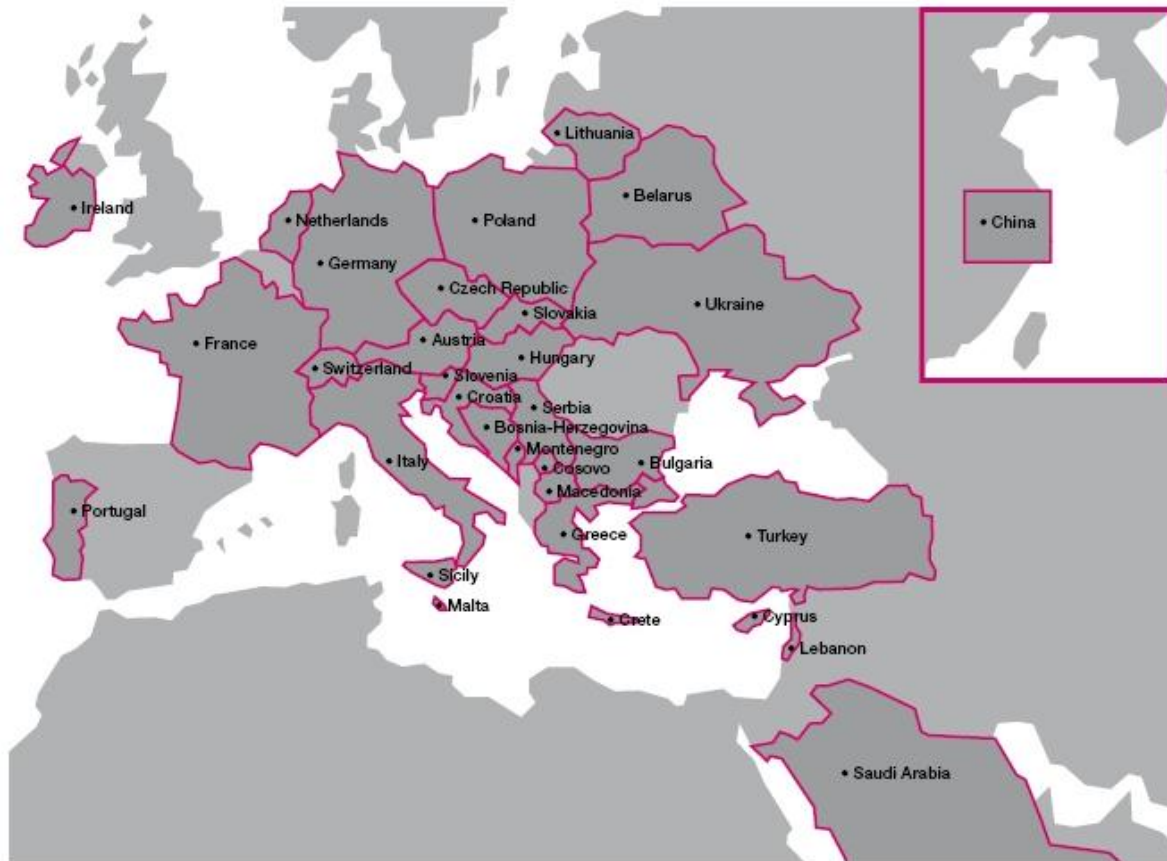 Lithuania
Belarus
Ireland
Netherlands
Poland
China
Germany
Czech Republic
Ukraine
Slovakia
France
Austria
Hungary
Switzerland
Slovenia
Croatia
Serbia
Bosnia-Herzegovina
Montenegro
Italy
Cosovo
Bulgaria
Macedonia
Portugal
Greece
Turkey
Sicily
Malta
Crete
Cyprus
Lebanon
Saudi Arabia